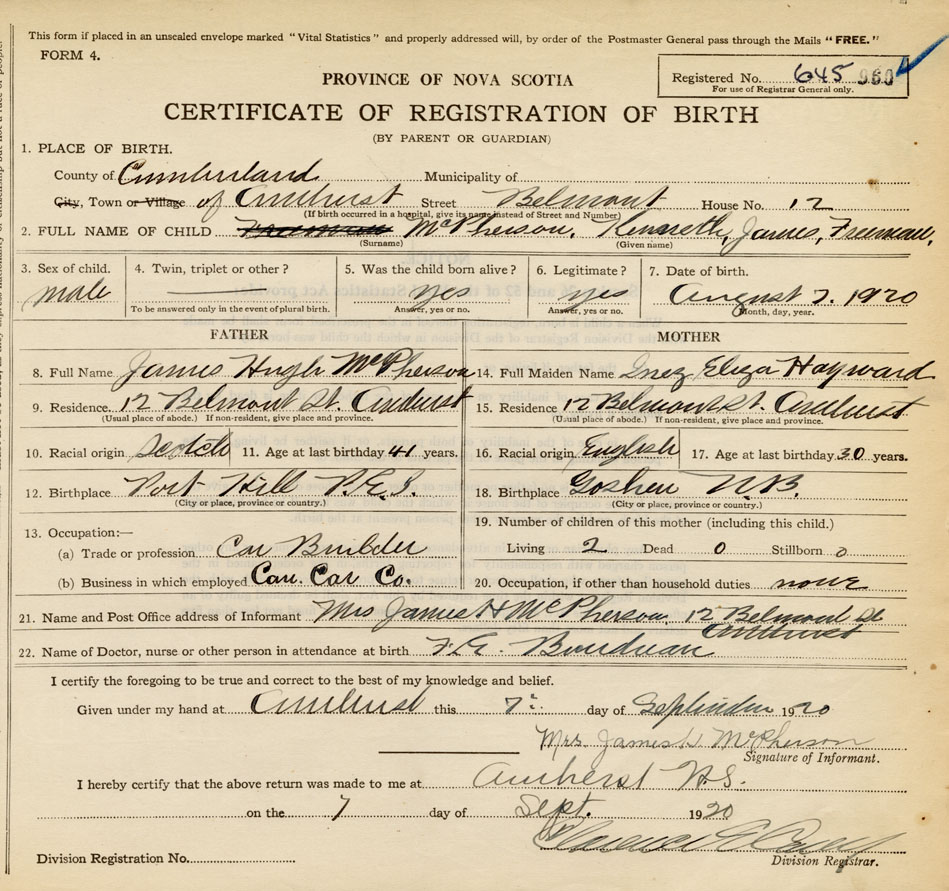 This form if placed in an unsealed envelope marked "Vital Statistics" and properly addressed will, by order of the Postmaster General pass through the Mails "FREE."
FORM 4.
PROVINCE OF NOVA SCOTIA
Registered No. 645
For use of Registrar General only.
CERTIFICATE OF REGISTRATION OF BIRTH
(BY PARENT OR GUARDIAN)
1. PLACE OF BIRTH.
County of Cumberland Municipality of
City, Town or Village of Amherst Street Belmont House No. 12
(If birth occurred in a hospital, give its name instead of Street and Number)
2. FULL NAME OF CHILD McPherson, Kenneth, James, Freeman,
(Surname) (Given name)
3. Sex of child. 4. Twin, triplet or other? 5. Was the child born alive? 6. Legitimate? 7. Date of birth.
male yes yes August 7. 1920
To be answered only in the event of plural birth. Answer, yes or no. Answer, yes or no. Month, day, year.
FATHER MOTHER
8. Full Name James Hugh McPherson 14. Full Maiden Name Inez Eliza Hayward
9. Residence. 12 Belmont St. Amherst 15. Residence 12 Belmont St. Amherst
(Usual place of abode.) If non-resident, give place and province. (Usual place of abode.) If non-resident, give place and province.
10. Racial origin Scotch 11. Age at last birthday 41 years. 16. Racial origin English 17. Age at last birthday 30 years.
12. Birthplace Port Hill P.E.I. 18. Birthplace Goshen N.B.
(City or place, province or country.) (City or place, province or country.)
13. Occupation:— 19. Number of children of this mother (including this child.)
(a) Trade or profession Car Builder Living 2 Dead 0 Stillborn 0
(b) Business in which employed Can. Car Co. 20. Occupation, if other than household duties none
21. Name and Post Office address of Informant Mrs James H McPherson 12 Belmont St
Amherst
22. Name of Doctor, nurse or other person in attendance at birth
I certify the foregoing to be true and correct to the best of my knowledge and belief.
Given under my hand at Amherst this 7 day of September 1920
Mrs. James H McPherson
Signature of Informant.
I hereby certify that the above return was made to me at Amherst N.S.
on the 7 day of Sept. 1920
Division Registration No. Division Registrar.